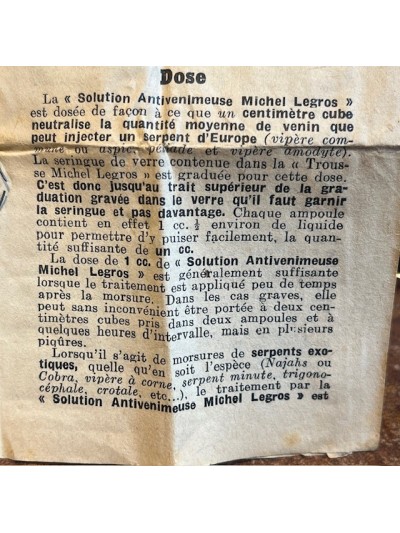 Dose
La « Solution Antivenimeuse Michel Legros »
est dosée de façon à ce que un centimètre cube
neutralise la quantité moyenne de venin que
peut injecter un serpent d'Europe (vipère com-
mune ou aspic, péliade et vipère amodyte).
La seringue de verre contenue dans la « Trous-
se Michel Legros » est graduée pour cette dose.
C'est donc jusqu'au trait supérieur de la gra-
duation gravée dans le verre qu'il faut garnir
la seringue et pas davantage. Chaque ampoule
contient en effet 1 cc. ½ environ de liquide
pour permettre d'y puiser facilement, la quan-
tité suffisante de un cc.
La dose de 1 cc. de « Solution Antivenimeuse
Michel Legros » est généralement suffisante
lorsque le traitement est appliqué peu de temps
après la morsure. Dans les cas graves, elle
peut sans inconvénient être portée à deux cen-
timètres cubes pris dans deux ampoules et à
quelques heures d'intervalle, mais en plusieurs
piqûres.
Lorsqu'il s'agit de morsures de serpents exo-
tiques, quelle qu'en soit l'espèce (Najahs ou
Cobra, vipère à corne, serpent minute, trigono-
céphale, crotale, etc...), le traitement par la
« Solution Antivenimeuse Michel Legros » est